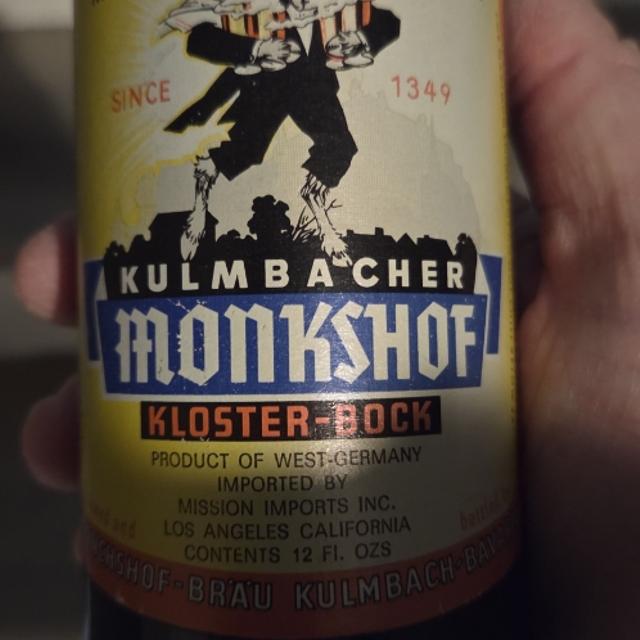 SINCE 1349
KULMBACHER
MONKSHOF
KLOSTER-BOCK
PRODUCT OF WEST-GERMANY
IMPORTED BY
MISSION IMPORTS INC.
LOS ANGELES CALIFORNIA
CONTENTS 12 Fl. OZS
and
BRÄU KULMBACH-